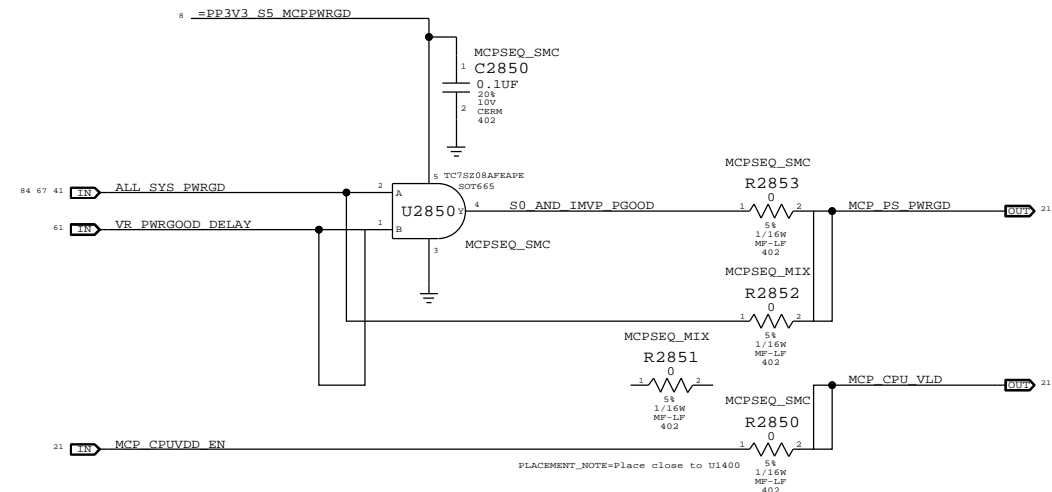 8 =PP3V3_S5_MCPPWRGD
MCPSEQ_SMC
1 C2850
0.1UF
20%
10V
2 CERM
402
5 TC7SZ08AFEAPE
SOT665
84 67 41 IN ALL_SYS_PWRGD 2 A
U2850 Y 4 S0_AND_IMVP_PGOOD
61 IN VR_PWRGOOD_DELAY 1 B
3
MCPSEQ_SMC
MCPSEQ_SMC
R2853
0
1 2 MCP_PS_PWRGD OUT 21
5%
1/16W
MF-LF
402
MCPSEQ_MIX
R2852
0
1 2
5%
1/16W
MF-LF
402
MCPSEQ_MIX
R2851
0
1 2
5%
1/16W
MF-LF
402
MCP_CPU_VLD OUT 21
MCPSEQ_SMC
R2850
0
21 IN MCP_CPUVDD_EN 1 2
PLACEMENT_NOTE=Place close to U1400
5%
1/16W
MF-LF
402